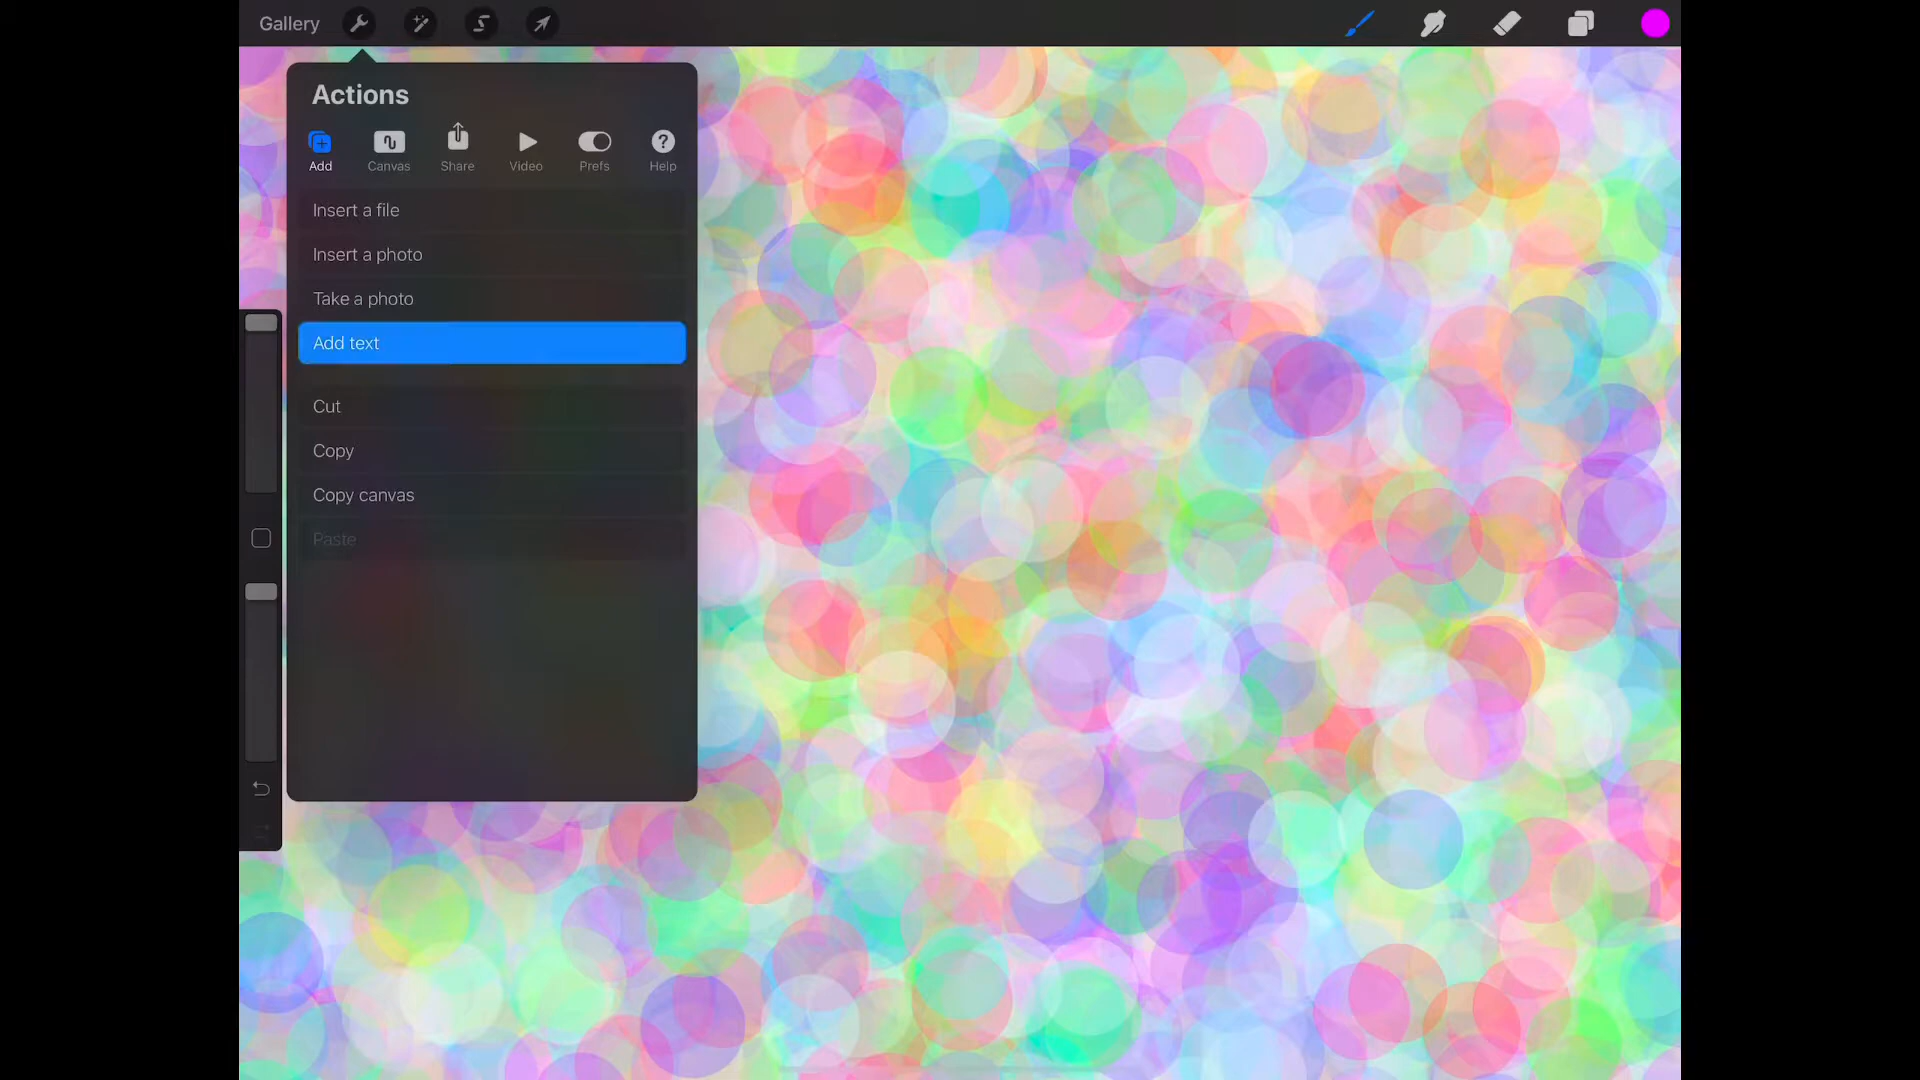 Gallery
Actions
Add Canvas Share Video Prefs Help
Insert a file
Insert a photo
Take a photo
Add text
Cut
Copy
Copy canvas
Paste